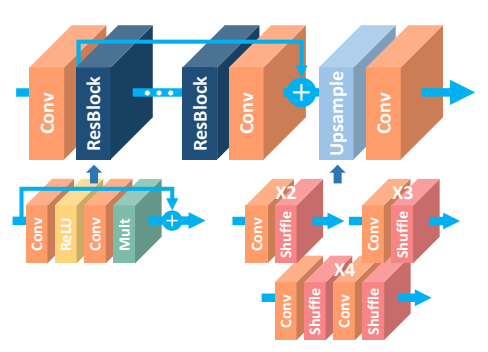 Conv
ResBlock
ResBlock
Conv
Upsample
Conv
Conv
ReLU
Conv
Mult
X2
Conv
Shuffle
X3
Conv
Shuffle
X4
Conv
Shuffle
Conv
Shuffle